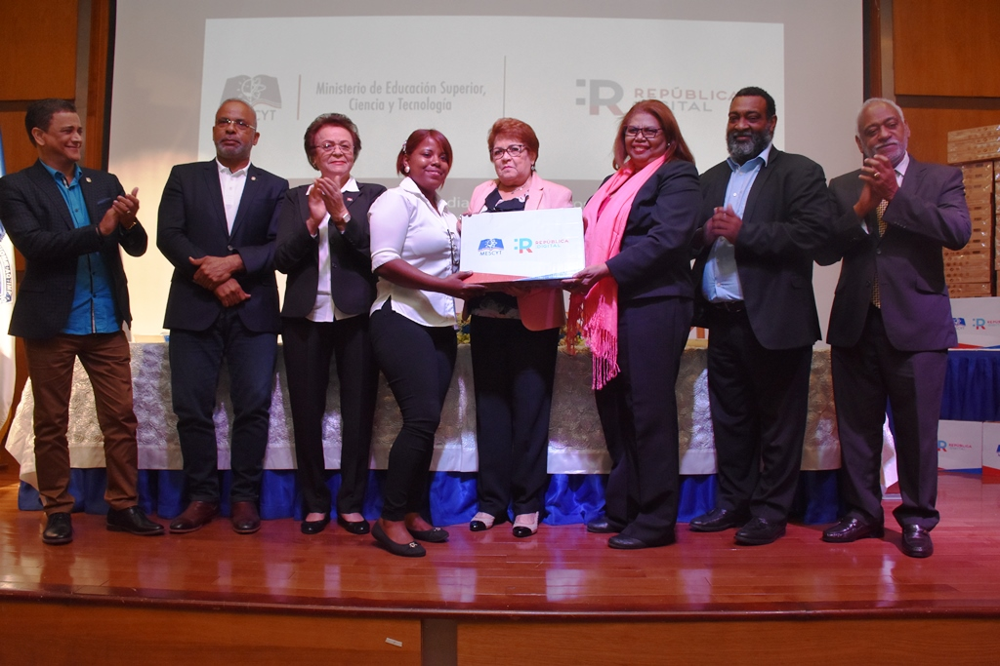 MESCYT
Ministerio de Educación Superior,
Ciencia y Tecnología
:R REPÚBLICA
DIGITAL
MESCYT
:R REPÚBLICA
DIGITAL